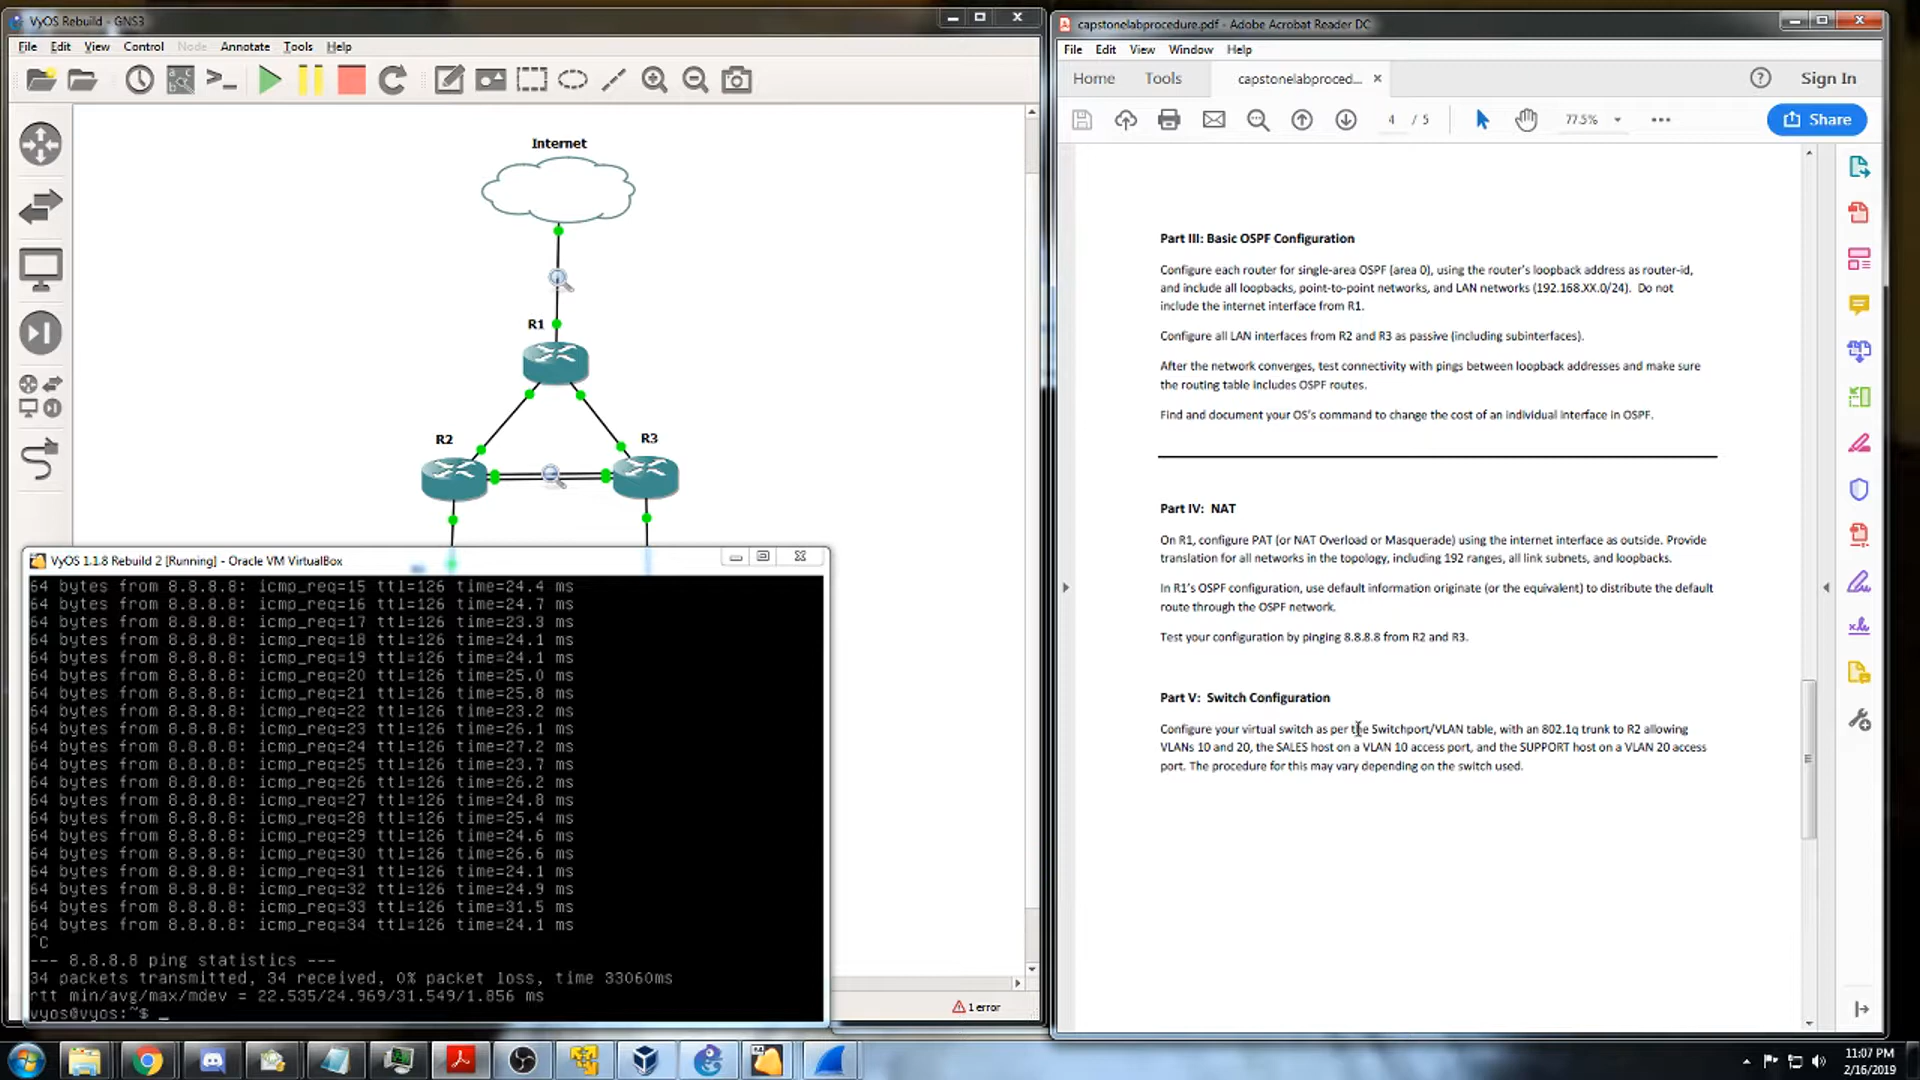 VyOS Rebuild - GNS3
File Edit View Control Node Annotate Tools Help
Internet
R1
R2
R3
VyOS 1.1.8 Rebuild 2 [Running] - Oracle VM VirtualBox
64 bytes from 8.8.8.8: icmp_req=15 ttl=126 time=24.4 ms
64 bytes from 8.8.8.8: icmp_req=16 ttl=126 time=24.7 ms
64 bytes from 8.8.8.8: icmp_req=17 ttl=126 time=23.3 ms
64 bytes from 8.8.8.8: icmp_req=18 ttl=126 time=24.1 ms
64 bytes from 8.8.8.8: icmp_req=19 ttl=126 time=24.1 ms
64 bytes from 8.8.8.8: icmp_req=20 ttl=126 time=25.0 ms
64 bytes from 8.8.8.8: icmp_req=21 ttl=126 time=25.8 ms
64 bytes from 8.8.8.8: icmp_req=22 ttl=126 time=23.2 ms
64 bytes from 8.8.8.8: icmp_req=23 ttl=126 time=26.1 ms
64 bytes from 8.8.8.8: icmp_req=24 ttl=126 time=27.2 ms
64 bytes from 8.8.8.8: icmp_req=25 ttl=126 time=23.7 ms
64 bytes from 8.8.8.8: icmp_req=26 ttl=126 time=26.2 ms
64 bytes from 8.8.8.8: icmp_req=27 ttl=126 time=24.8 ms
64 bytes from 8.8.8.8: icmp_req=28 ttl=126 time=25.4 ms
64 bytes from 8.8.8.8: icmp_req=29 ttl=126 time=24.6 ms
64 bytes from 8.8.8.8: icmp_req=30 ttl=126 time=26.6 ms
64 bytes from 8.8.8.8: icmp_req=31 ttl=126 time=24.1 ms
64 bytes from 8.8.8.8: icmp_req=32 ttl=126 time=24.9 ms
64 bytes from 8.8.8.8: icmp_req=33 ttl=126 time=31.5 ms
64 bytes from 8.8.8.8: icmp_req=34 ttl=126 time=24.1 ms
^C
--- 8.8.8.8 ping statistics ---
34 packets transmitted, 34 received, 0% packet loss, time 33060ms
rtt min/avg/max/mdev = 22.535/24.969/31.549/1.856 ms
vyos@vyos:~$ _
1 error
capstonelabprocedure.pdf - Adobe Acrobat Reader DC
File Edit View Window Help
Home Tools capstonelabproced... × Sign In
4 / 5 77.5% Share
Part III: Basic OSPF Configuration
Configure each router for single-area OSPF (area 0), using the router's loopback address as router-id,
and include all loopbacks, point-to-point networks, and LAN networks (192.168.XX.0/24). Do not
include the internet interface from R1.
Configure all LAN interfaces from R2 and R3 as passive (including subinterfaces).
After the network converges, test connectivity with pings between loopback addresses and make sure
the routing table includes OSPF routes.
Find and document your OS's command to change the cost of an individual interface in OSPF.
Part IV: NAT
On R1, configure PAT (or NAT Overload or Masquerade) using the internet interface as outside. Provide
translation for all networks in the topology, including 192 ranges, all link subnets, and loopbacks.
In R1's OSPF configuration, use default information originate (or the equivalent) to distribute the default
route through the OSPF network.
Test your configuration by pinging 8.8.8.8 from R2 and R3.
Part V: Switch Configuration
Configure your virtual switch as per the Switchport/VLAN table, with an 802.1q trunk to R2 allowing
VLANs 10 and 20, the SALES host on a VLAN 10 access port, and the SUPPORT host on a VLAN 20 access
port. The procedure for this may vary depending on the switch used.
11:07 PM
2/16/2019